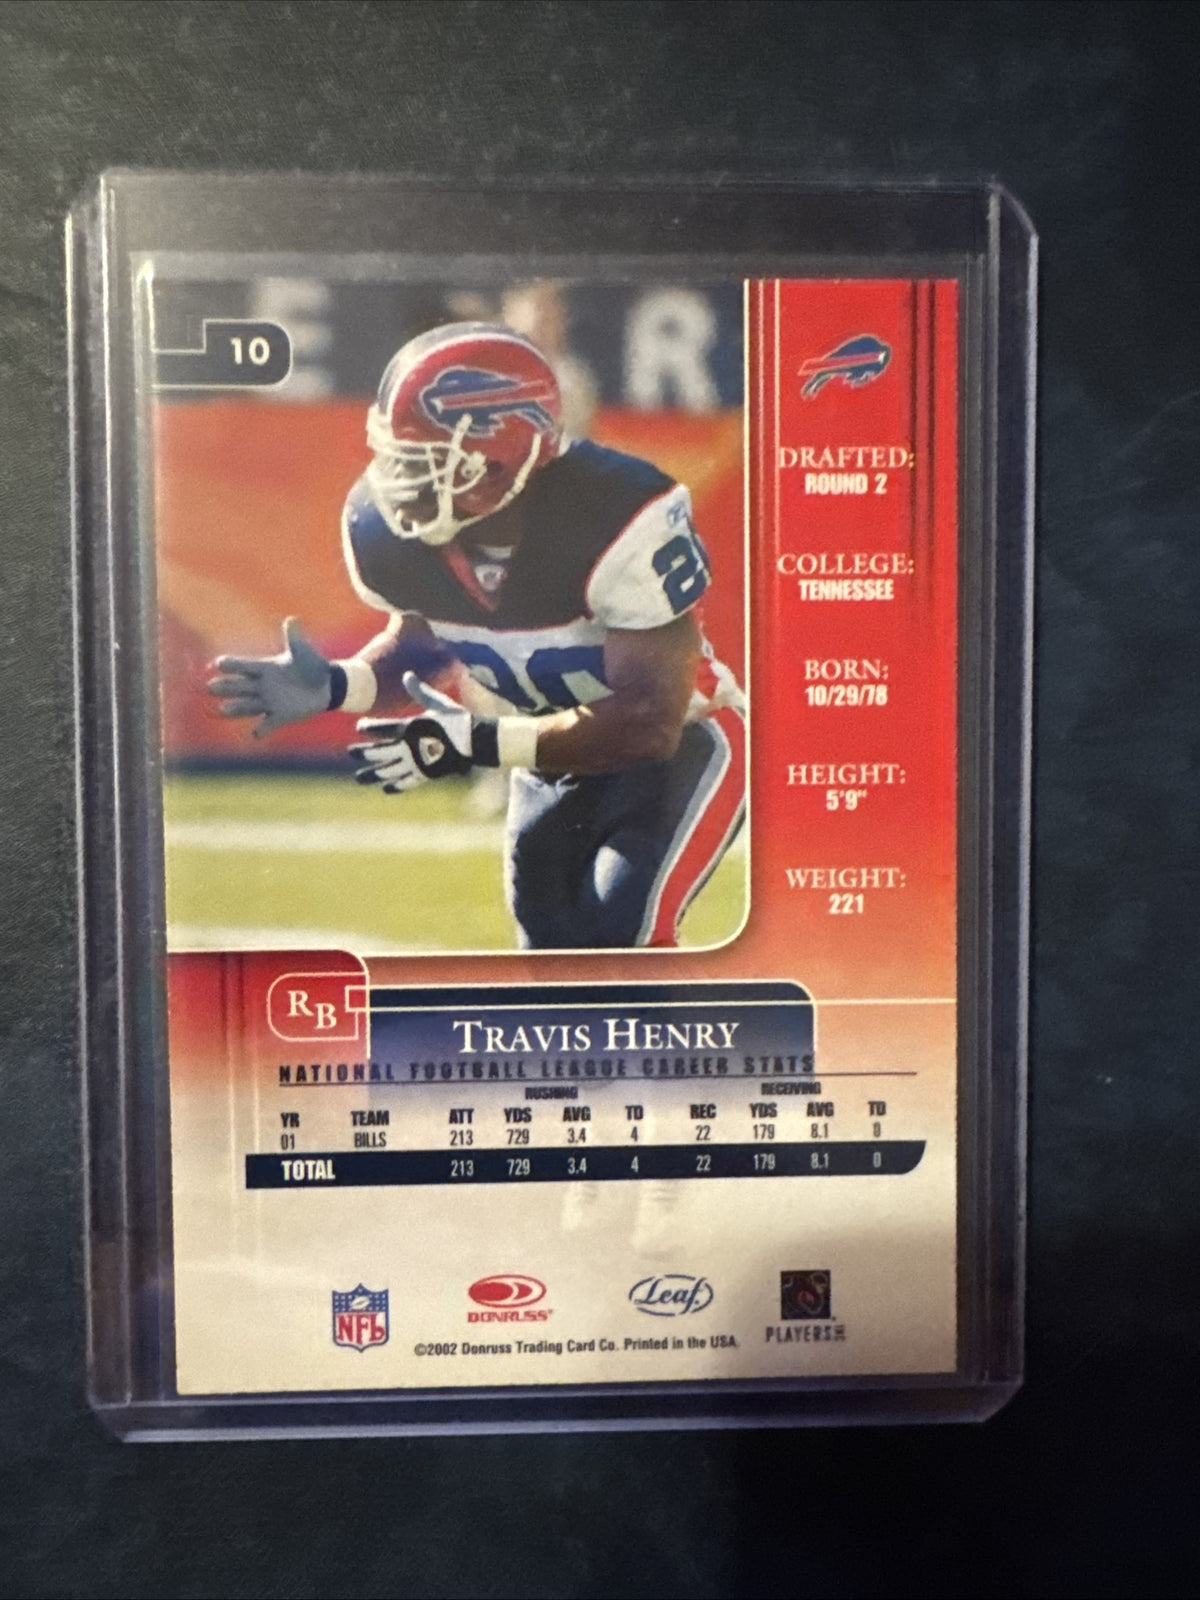 E R
10
20
20
DRAFTED:
ROUND 2
COLLEGE:
TENNESSEE
BORN:
10/29/78
HEIGHT:
5'9"
WEIGHT:
221
RB
TRAVIS HENRY
NATIONAL FOOTBALL LEAGUE CAREER STATS
RUSHING RECEIVING
YR TEAM ATT YDS AVG TD REC YDS AVG TD
01 BILLS 213 729 3.4 4 22 179 8.1 0
TOTAL 213 729 3.4 4 22 179 8.1 0
NFL DONRUSS Leaf PLAYERS INC
©2002 Donruss Trading Card Co. Printed in the USA.